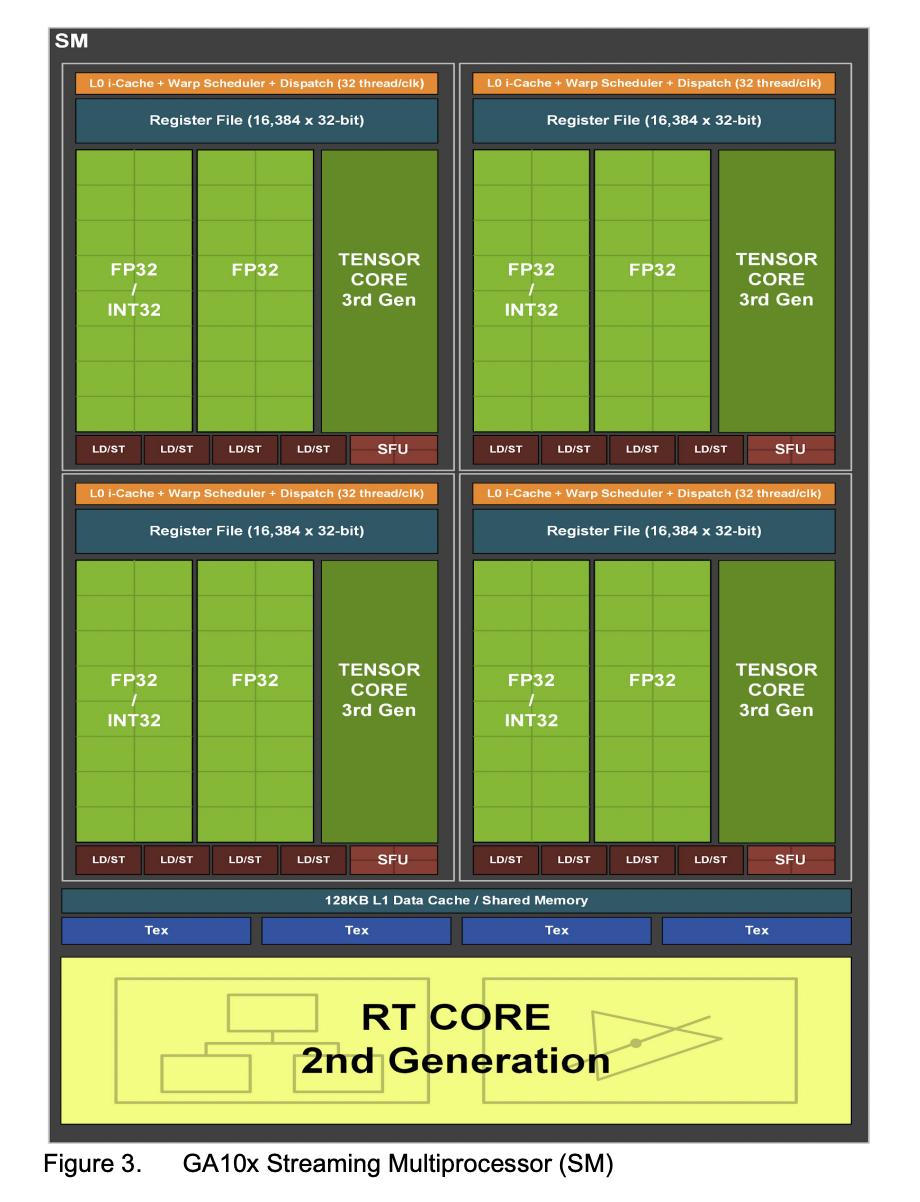 SM
L0 i-Cache + Warp Scheduler + Dispatch (32 thread/clk)
Register File (16,384 x 32-bit)
FP32
/
INT32
FP32
TENSOR
CORE
3rd Gen
LD/ST
LD/ST
LD/ST
LD/ST
SFU
L0 i-Cache + Warp Scheduler + Dispatch (32 thread/clk)
Register File (16,384 x 32-bit)
FP32
/
INT32
FP32
TENSOR
CORE
3rd Gen
LD/ST
LD/ST
LD/ST
LD/ST
SFU
L0 i-Cache + Warp Scheduler + Dispatch (32 thread/clk)
Register File (16,384 x 32-bit)
FP32
/
INT32
FP32
TENSOR
CORE
3rd Gen
LD/ST
LD/ST
LD/ST
LD/ST
SFU
L0 i-Cache + Warp Scheduler + Dispatch (32 thread/clk)
Register File (16,384 x 32-bit)
FP32
/
INT32
FP32
TENSOR
CORE
3rd Gen
LD/ST
LD/ST
LD/ST
LD/ST
SFU
128KB L1 Data Cache / Shared Memory
Tex
Tex
Tex
Tex
RT CORE
2nd Generation
Figure 3. GA10x Streaming Multiprocessor (SM)